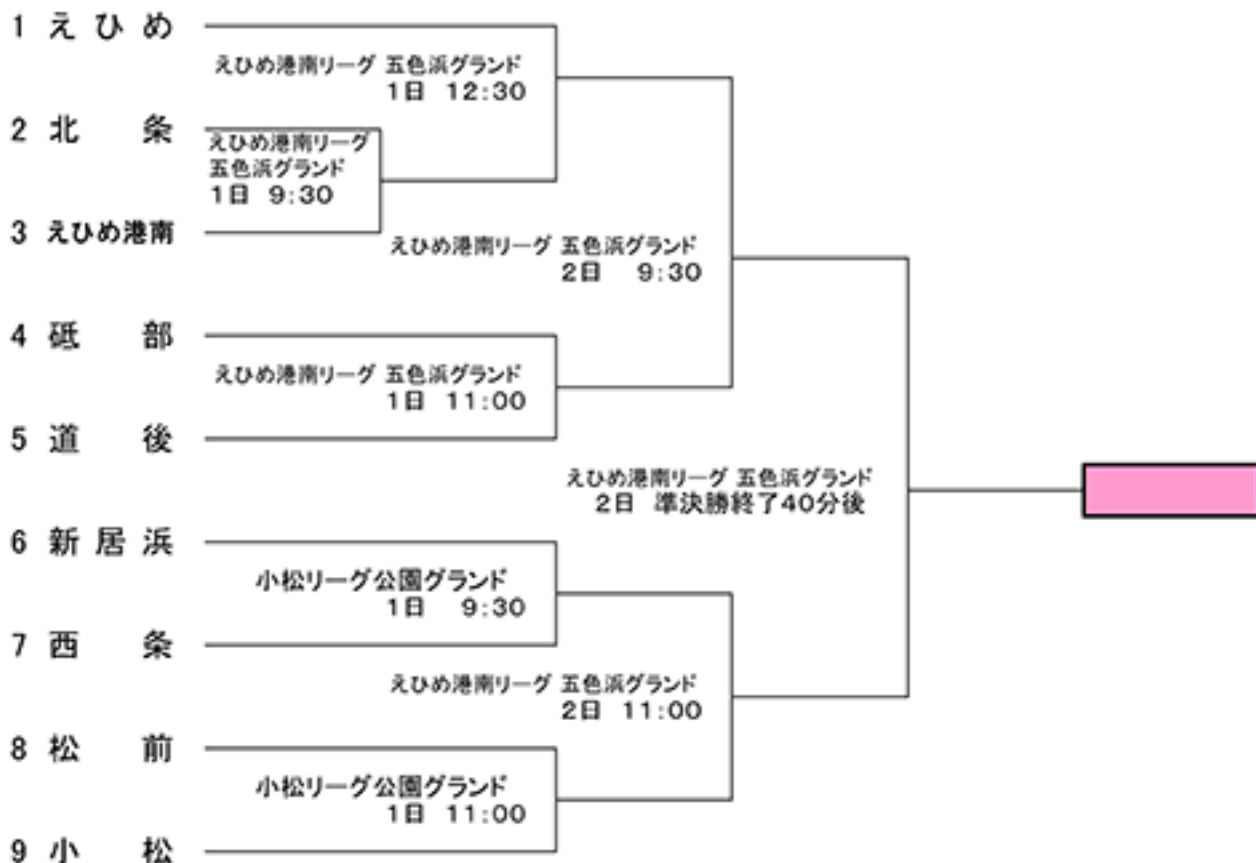 1 えひめ
えひめ港南リーグ 五色浜グランド
1日 12:30
2 北条
えひめ港南リーグ
五色浜グランド
1日 9:30
3 えひめ港南
えひめ港南リーグ 五色浜グランド
2日 9:30
4 砥部
えひめ港南リーグ 五色浜グランド
1日 11:00
5 道後
えひめ港南リーグ 五色浜グランド
2日 準決勝終了40分後
6 新居浜
小松リーグ公園グランド
1日 9:30
7 西条
えひめ港南リーグ 五色浜グランド
2日 11:00
8 松前
小松リーグ公園グランド
1日 11:00
9 小松